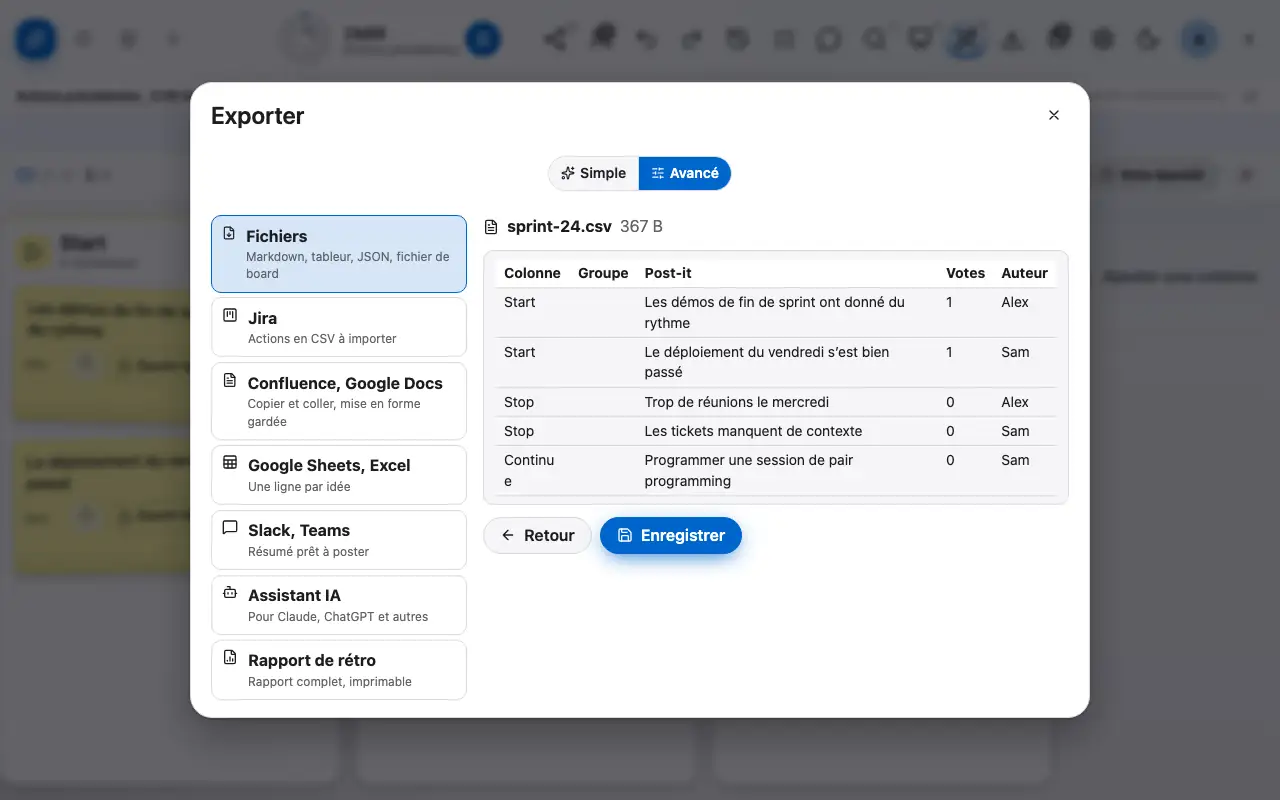 Exporter
Simple
Avancé
Fichiers
Markdown, tableur, JSON, fichier de
board
Jira
Actions en CSV à importer
Confluence, Google Docs
Copier et coller, mise en forme
gardée
Google Sheets, Excel
Une ligne par idée
Slack, Teams
Résumé prêt à poster
Assistant IA
Pour Claude, ChatGPT et autres
Rapport de rétro
Rapport complet, imprimable
sprint-24.csv 367 B
Colonne Groupe Post-it Votes Auteur
Start Les démos de fin de sprint ont donné du 1 Alex
rythme
Start Le déploiement du vendredi s’est bien 1 Sam
passé
Stop Trop de réunions le mercredi 0 Alex
Stop Les tickets manquent de contexte 0 Sam
Continu Programmer une session de pair 0 Sam
e programming
Retour
Enregistrer
Start